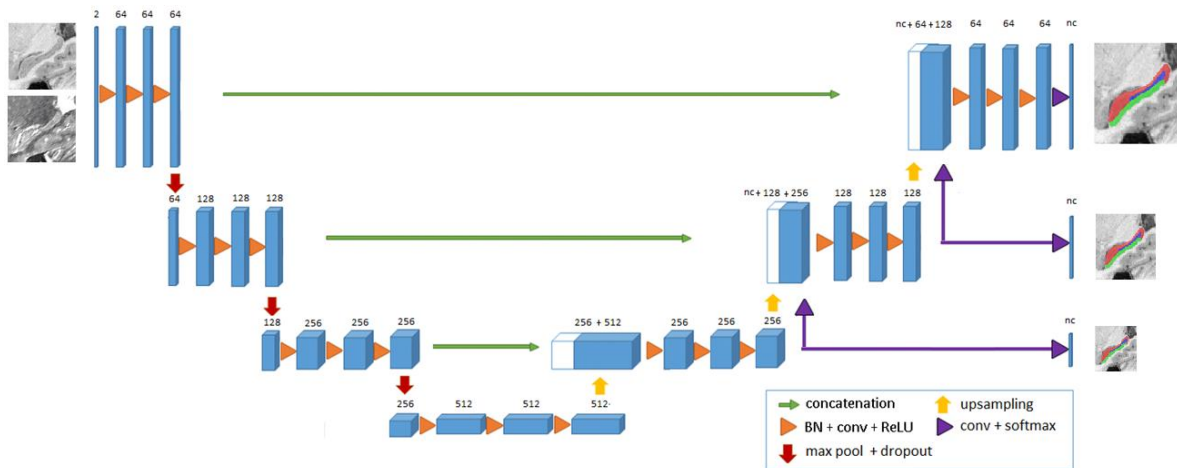 2 64 64 64
nc + 64 + 128 64 64 64 nc
64 128 128 128
nc + 128 + 256 128 128 128 nc
128 256 256 256
256 + 512 256 256 256 nc
256 512 512 512·
concatenation
upsampling
BN + conv + ReLU
conv + softmax
max pool + dropout